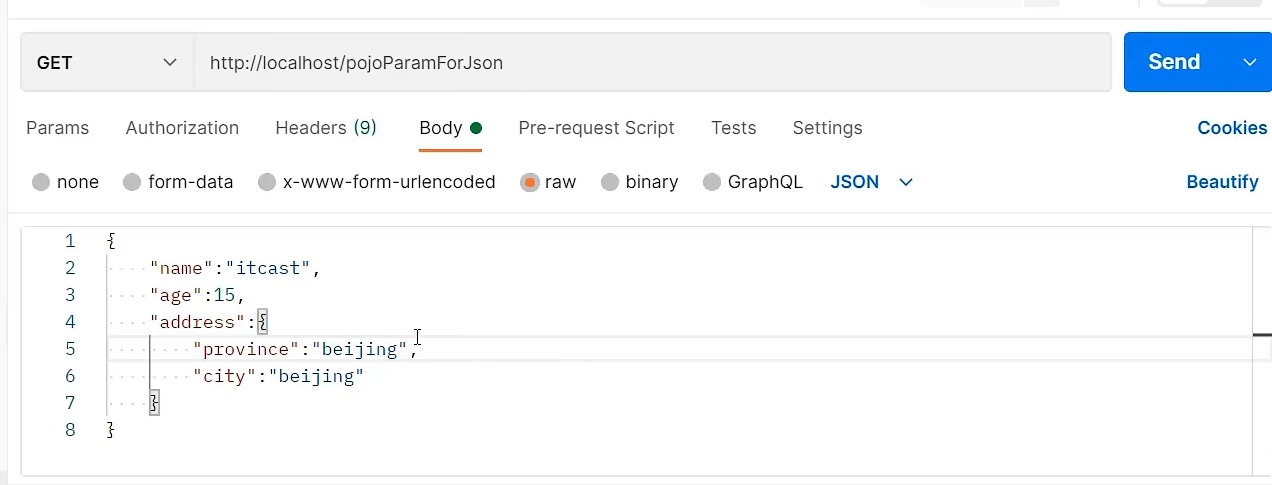 GET http://localhost/pojoParamForJson Send
Params Authorization Headers (9) Body Pre-request Script Tests Settings Cookies
none form-data x-www-form-urlencoded raw binary GraphQL JSON Beautify
1 {
2 "name":"itcast",
3 "age":15,
4 "address":{
5 "province":"beijing",
6 "city":"beijing"
7 }
8 }